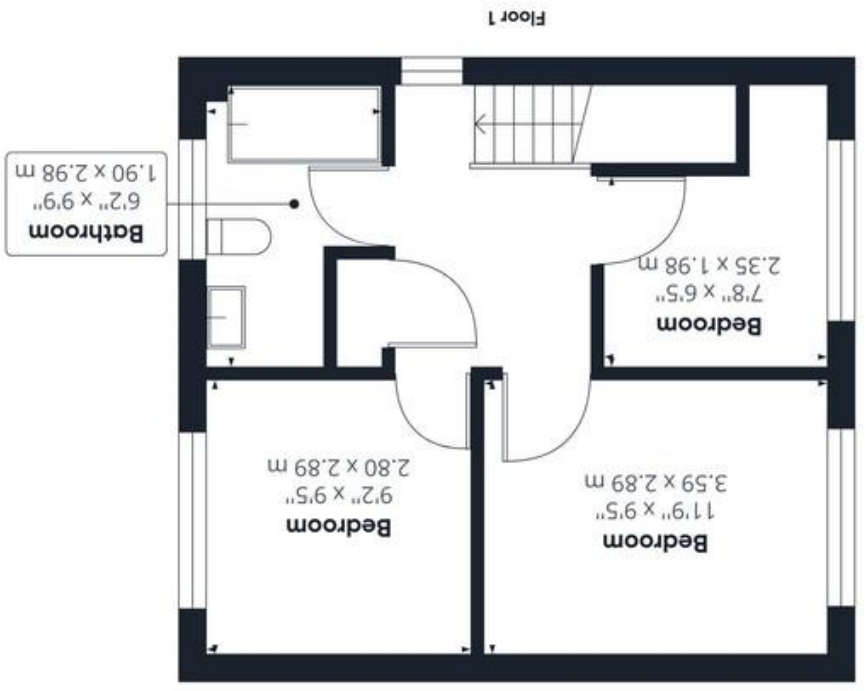 Bedroom
11'9" x 9'5"
3.59 x 2.89 m
Bedroom
9'2" x 9'5"
2.80 x 2.89 m
Bedroom
7'8" x 6'5"
2.35 x 1.98 m
Bathroom
6'2" x 9'9"
1.90 x 2.98 m
Floor 1